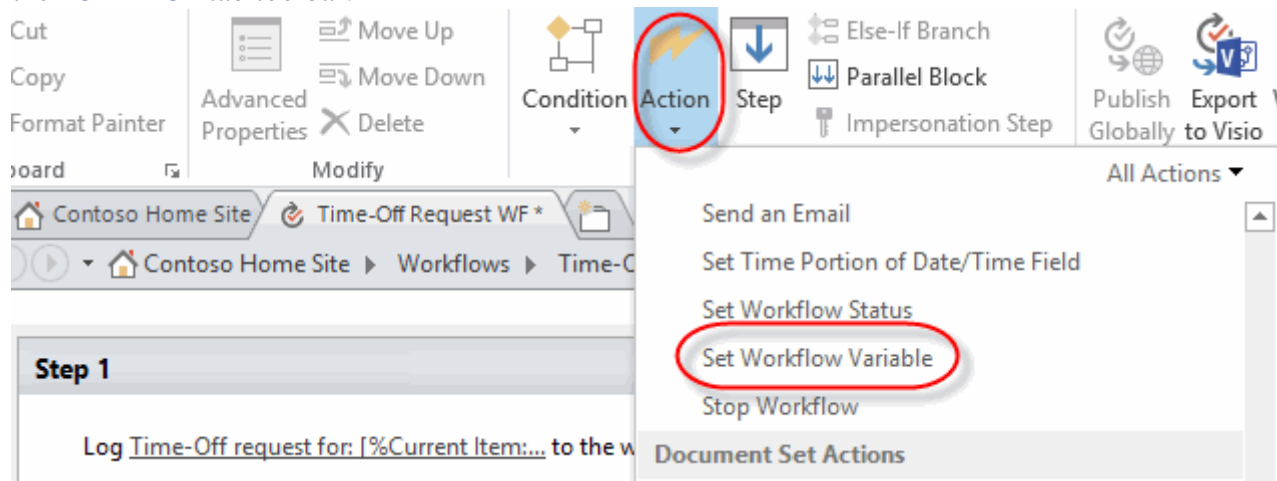 Cut
Copy
Format Painter
Advanced
Properties
Move Up
Move Down
Delete
Modify
Condition
Action
Step
Else-If Branch
Parallel Block
Impersonation Step
Publish
Globally
Export
to Visio
All Actions
Contoso Home Site
Time-Off Request WF *
Contoso Home Site Workflows Time-
Send an Email
Set Time Portion of Date/Time Field
Set Workflow Status
Set Workflow Variable
Stop Workflow
Document Set Actions
Step 1
Log Time-Off request for: [%Current Item:... to the w